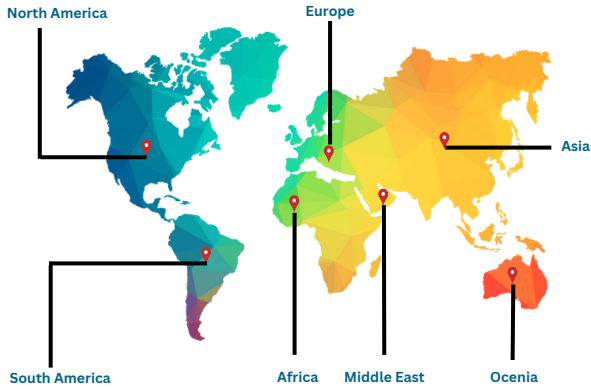 North America
Europe
Asia
South America
Africa
Middle East
Ocenia